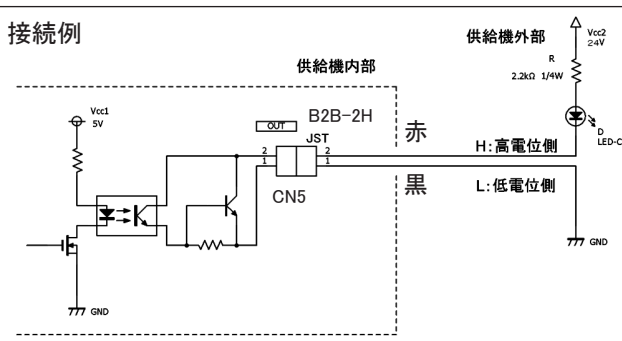 接続例
供給機外部
Vcc2
24V
R
2.2kΩ 1/4W
D
LED-C
供給機内部
Vcc1
5V
OUT
B2B-2H
JST
2
1
2
1
CN5
赤
黒
H:高電位側
L:低電位側
GND
GND